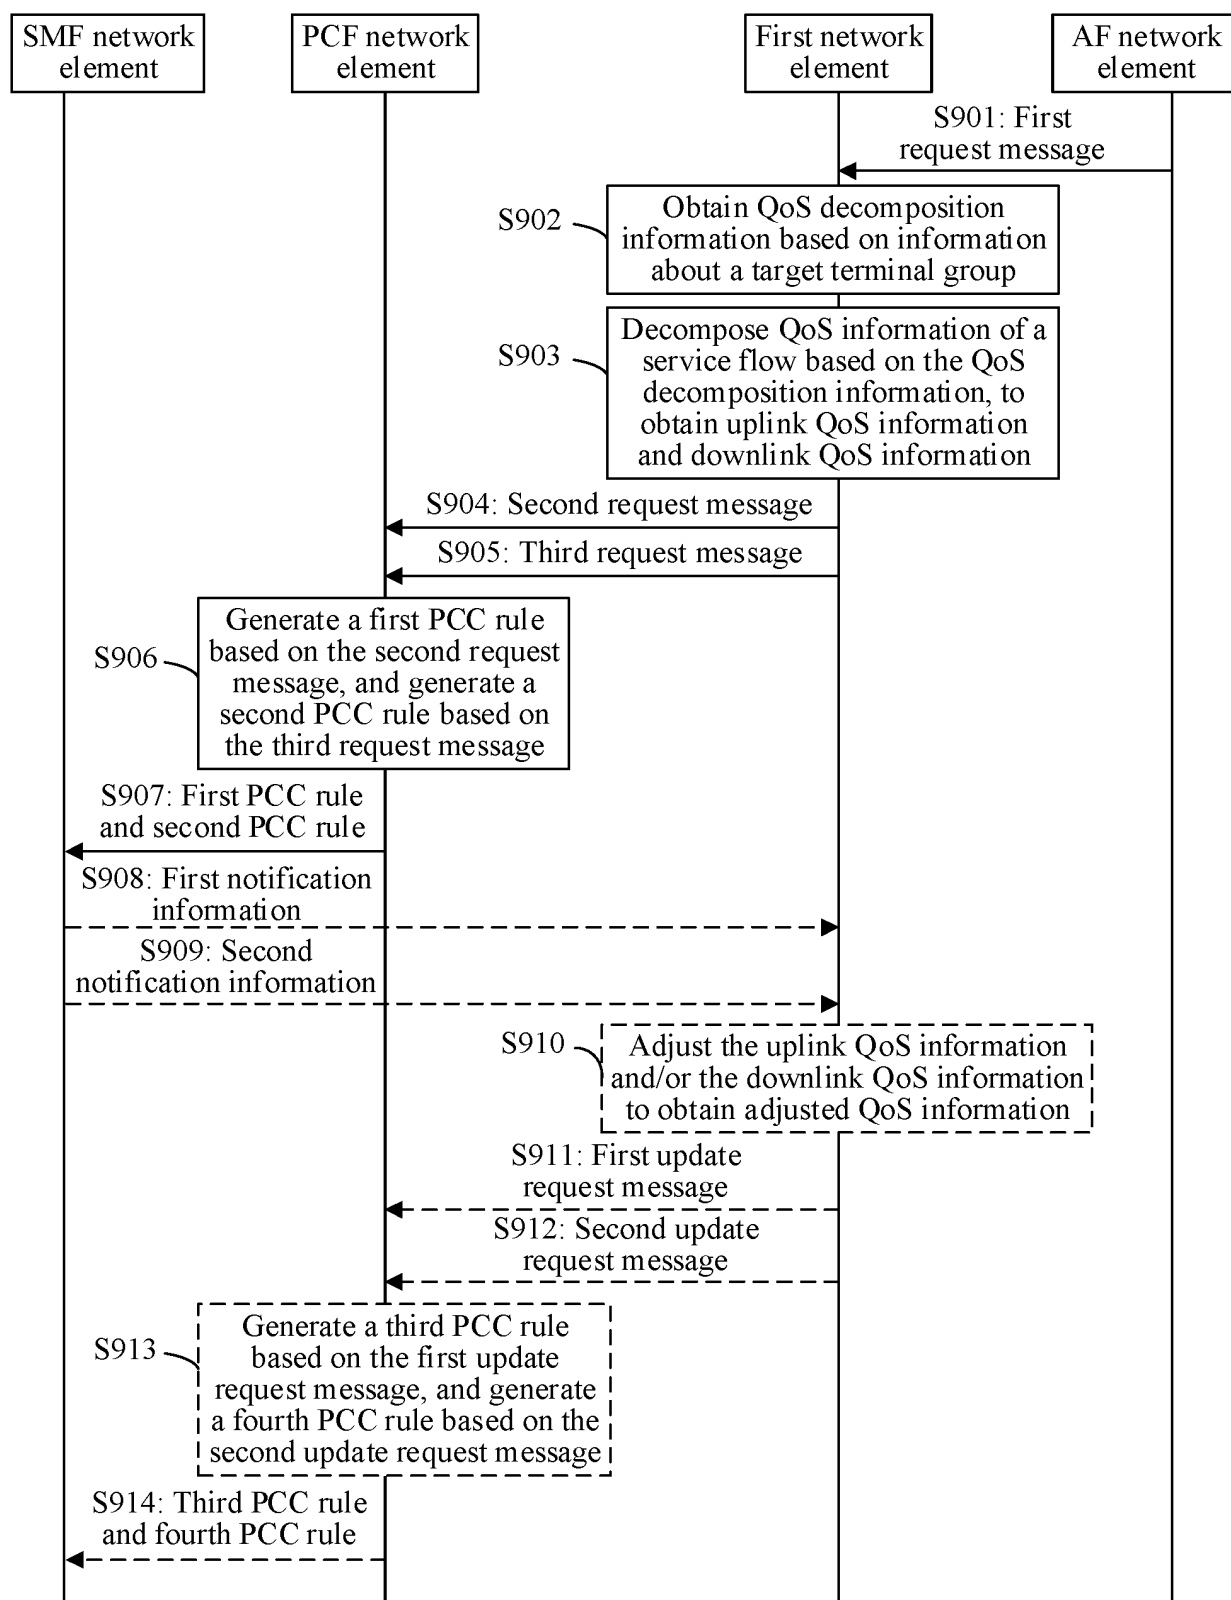 SMF network
element
PCF network
element
First network
element
AF network
element
S901: First
request message
S902
Obtain QoS decomposition
information based on information
about a target terminal group
S903
Decompose QoS information of a
service flow based on the QoS
decomposition information, to
obtain uplink QoS information
and downlink QoS information
S904: Second request message
S905: Third request message
S906
Generate a first PCC rule
based on the second request
message, and generate a
second PCC rule based on
the third request message
S907: First PCC rule
and second PCC rule
S908: First notification
information
S909: Second
notification information
S910
Adjust the uplink QoS information
and/or the downlink QoS information
to obtain adjusted QoS information
S911: First update
request message
S912: Second update
request message
S913
Generate a third PCC rule
based on the first update
request message, and generate
a fourth PCC rule based on the
second update request message
S914: Third PCC rule
and fourth PCC rule